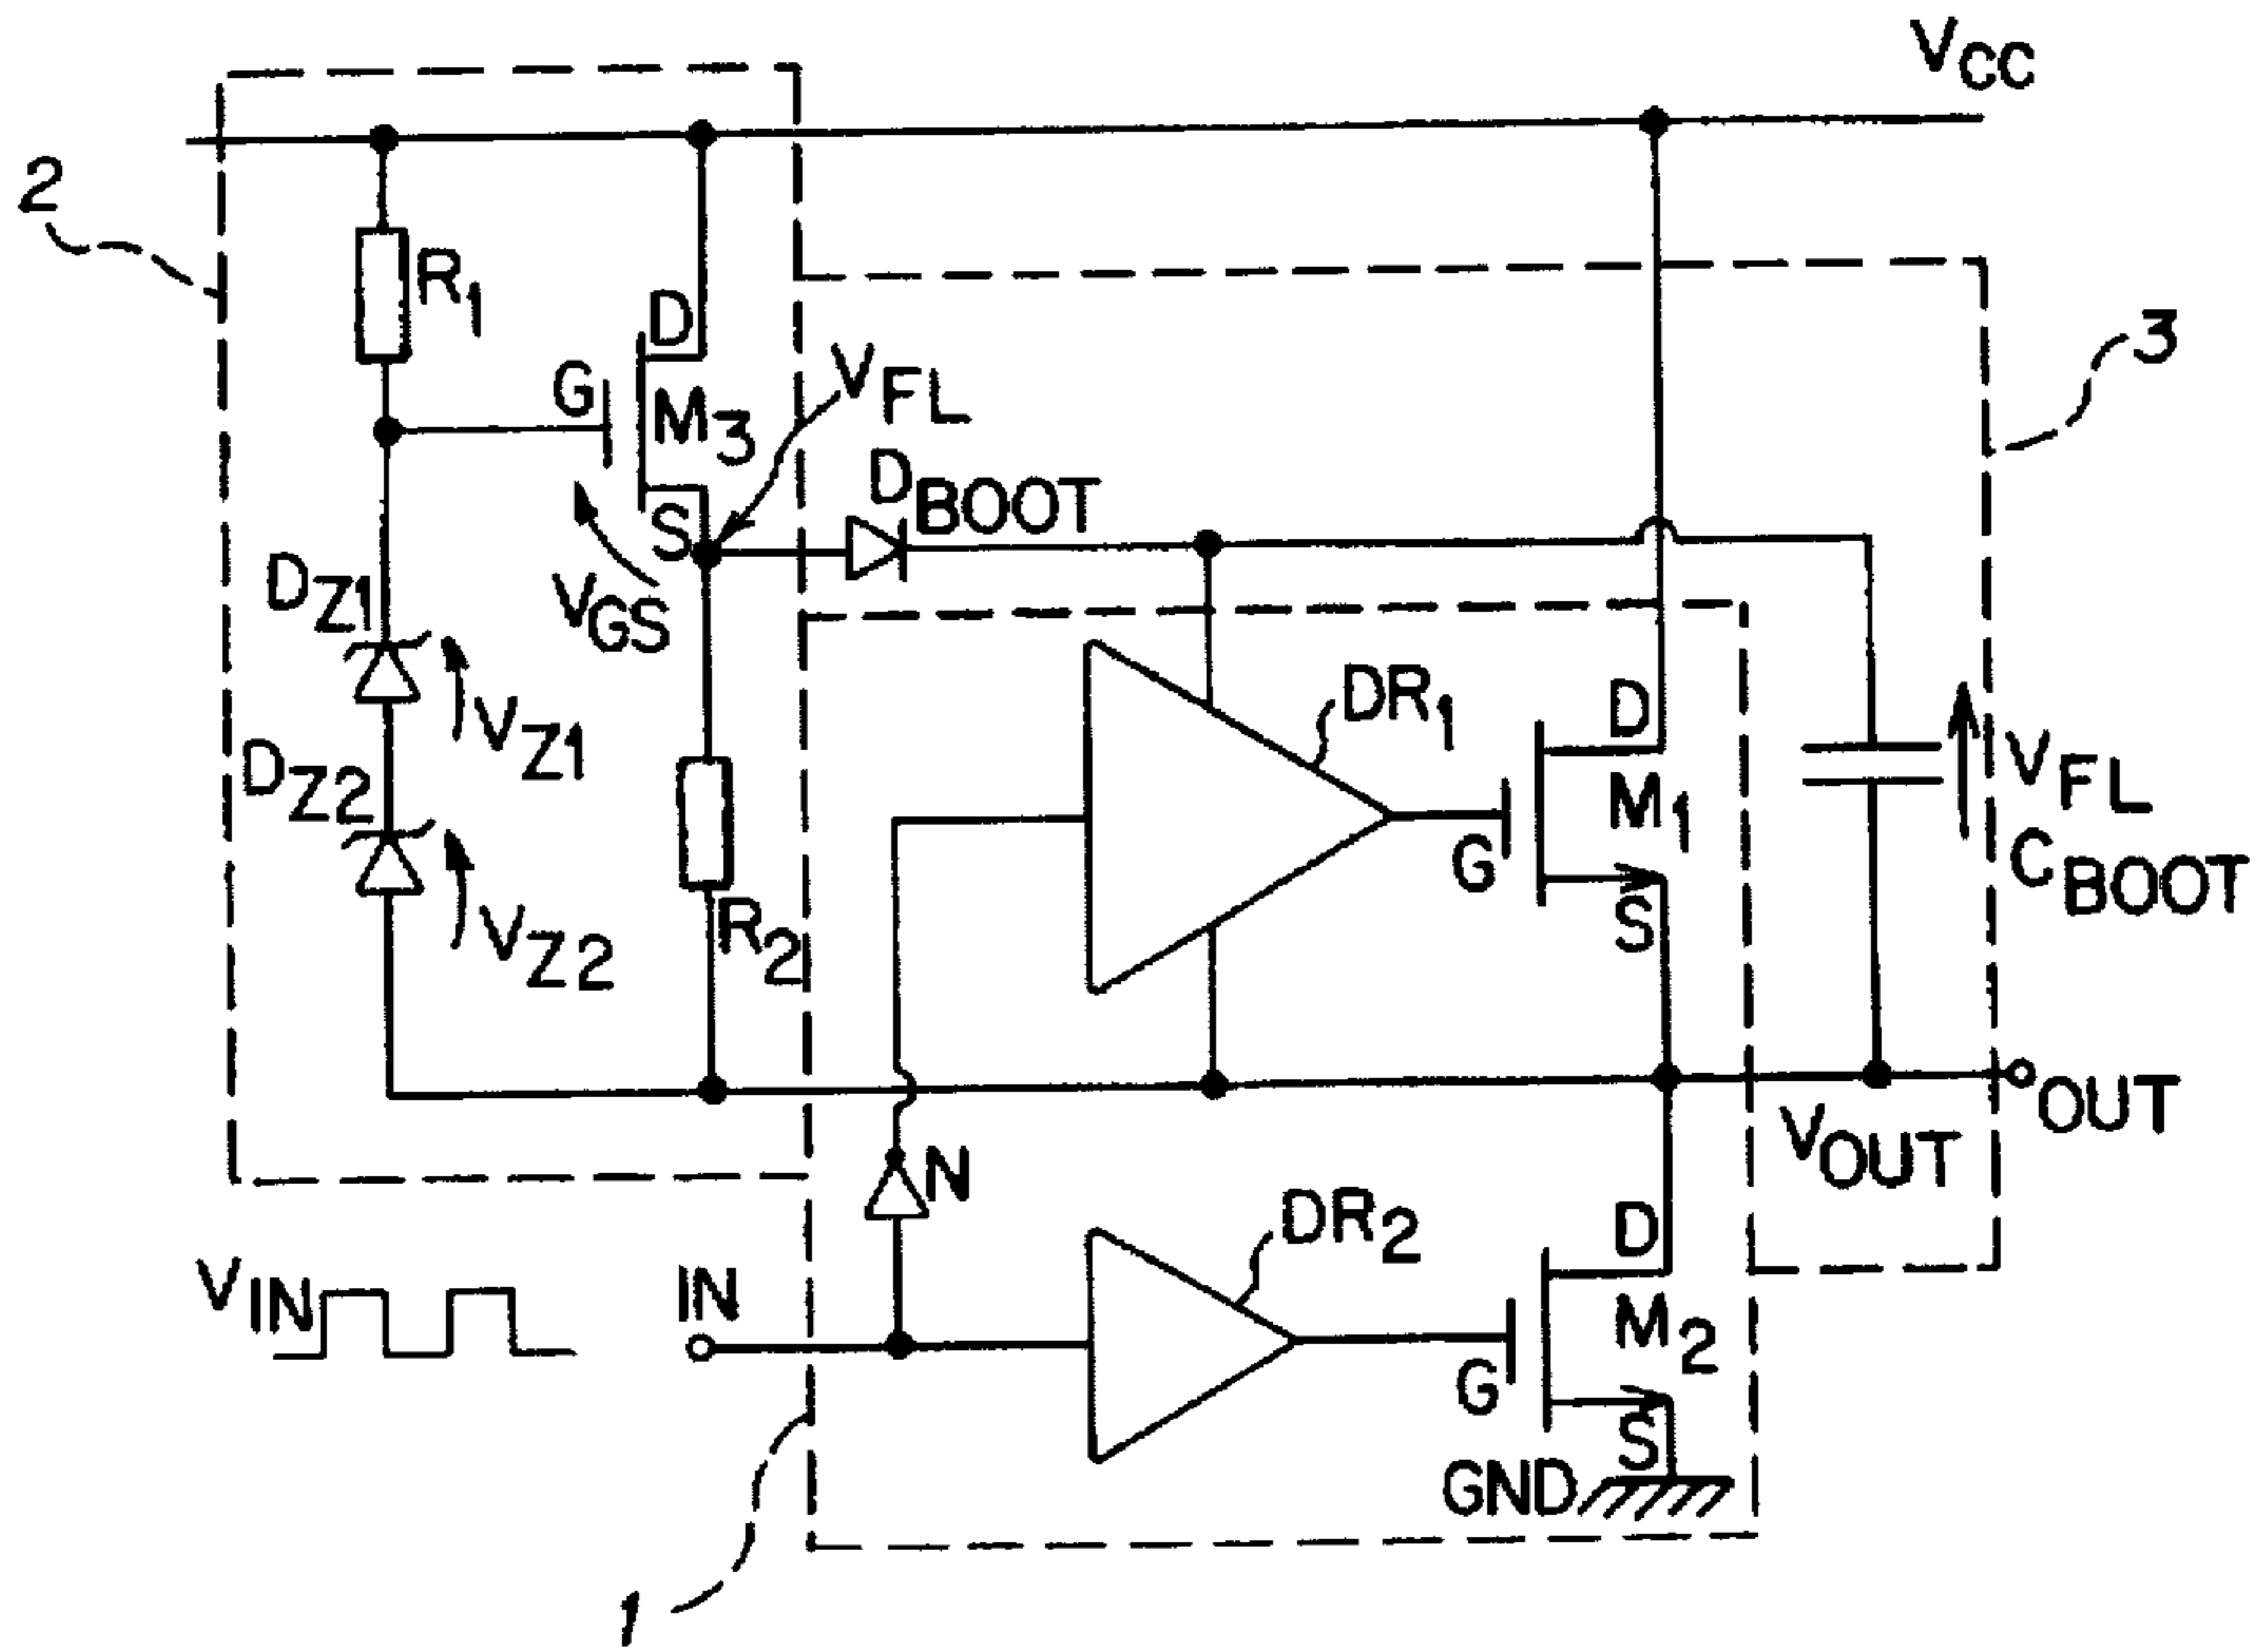 VCC
2
R1
D
3
G
M3
VFL
DBOOT
S
DZ1
VGS
DR1
D
VZ1
VFL
DZ2
M1
CBOOT
G
VZ2
R2
S
OUT
VOUT
N
DR2
D
VIN
IN
M2
G
S
GND
1